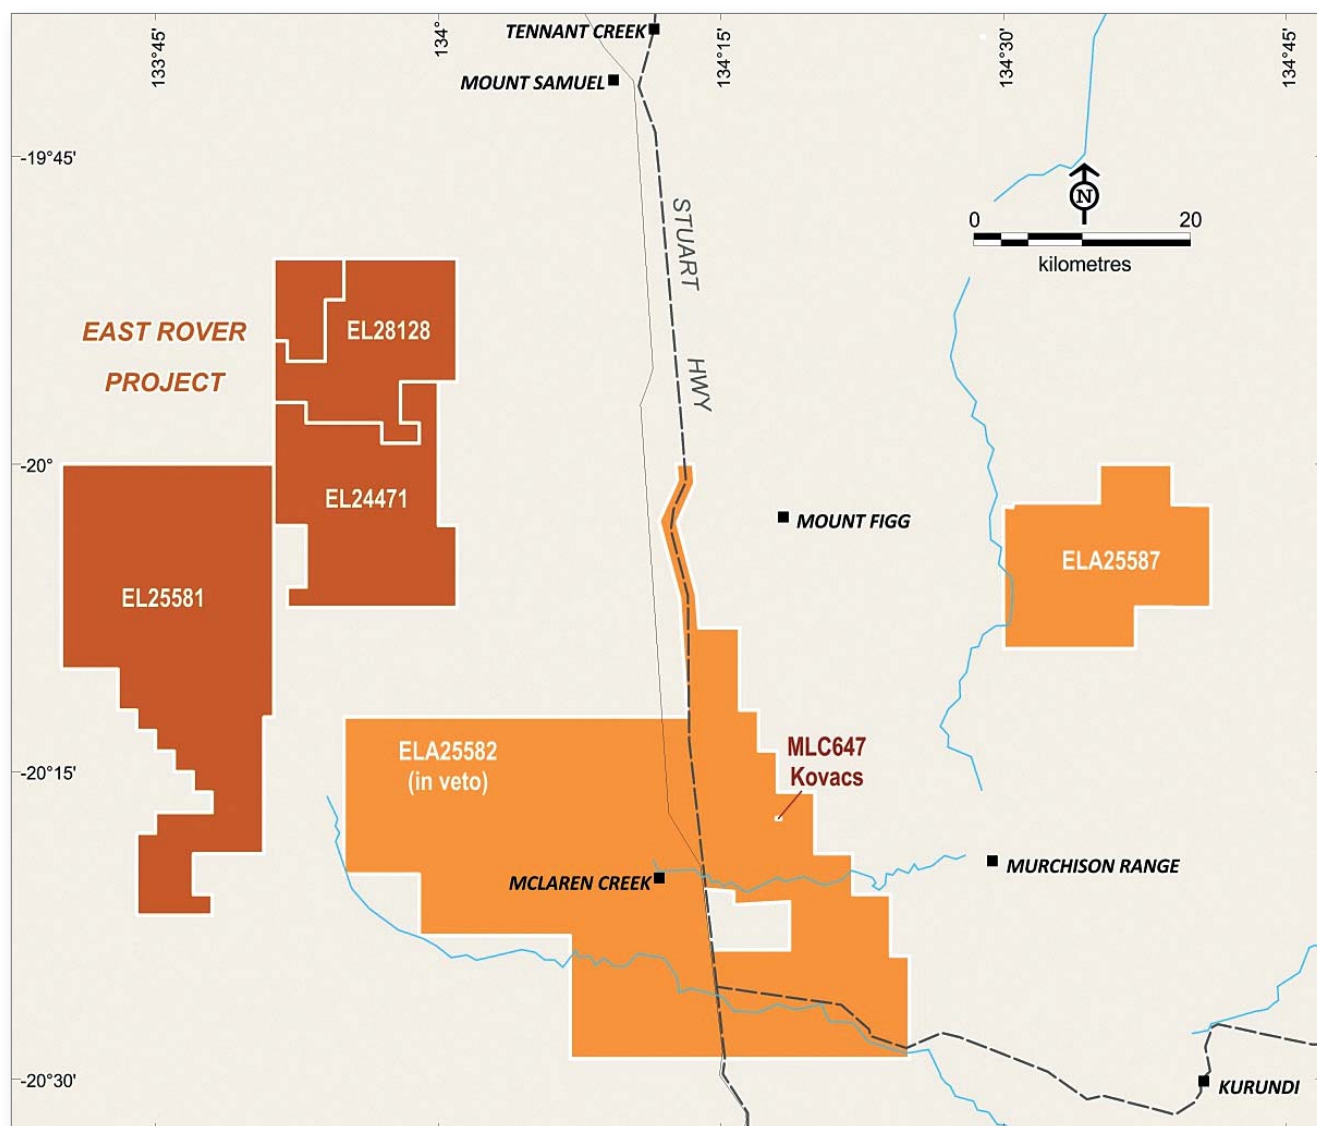 133°45'
134°
134°15'
134°30'
134°45'
TENNANT CREEK
MOUNT SAMUEL
-19°45'
STUART
N
0 20
kilometres
EAST ROVER
PROJECT
EL28128
HWY
-20°
EL24471
MOUNT FIGG
ELA25587
EL25581
ELA25582
(in veto)
MLC647
Kovacs
-20°15'
MCLAREN CREEK
MURCHISON RANGE
-20°30'
KURUNDI